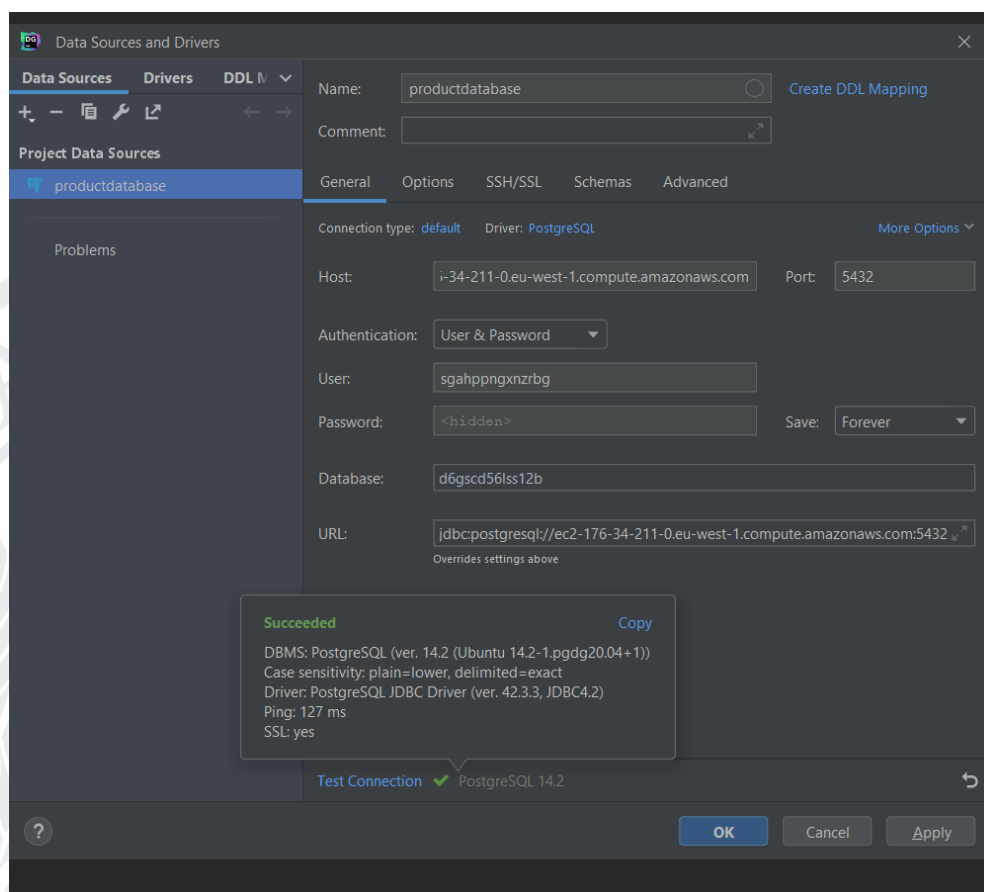 Data Sources and Drivers
Data Sources Drivers DDL M
Project Data Sources
productdatabase
Problems
Name: productdatabase Create DDL Mapping
Comment:
General Options SSH/SSL Schemas Advanced
Connection type: default Driver: PostgreSQL More Options
Host: -34-211-0.eu-west-1.compute.amazonaws.com Port: 5432
Authentication: User & Password
User: sgahppngxnzrbg
Password: <hidden> Save: Forever
Database: d6gscd56lss12b
URL: jdbc:postgresql://ec2-176-34-211-0.eu-west-1.compute.amazonaws.com:5432
Overrides settings above
Succeeded Copy
DBMS: PostgreSQL (ver. 14.2 (Ubuntu 14.2-1.pgdg20.04+1))
Case sensitivity: plain=lower, delimited=exact
Driver: PostgreSQL JDBC Driver (ver. 42.3.3, JDBC4.2)
Ping: 127 ms
SSL: yes
Test Connection PostgreSQL 14.2
? OK Cancel Apply